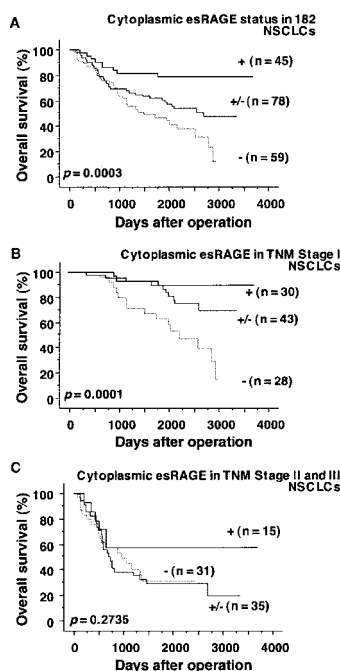 A
Cytoplasmic esRAGE status in 182
NSCLCs
Overall survival (%)
100
80
60
40
20
0
+ (n = 45)
+/- (n = 78)
- (n = 59)
p = 0.0003
0 1000 2000 3000 4000
Days after operation
B
Cytoplasmic esRAGE in TNM Stage I
NSCLCs
Overall survival (%)
100
80
60
40
20
0
+ (n = 30)
+/- (n = 43)
- (n = 28)
p = 0.0001
0 1000 2000 3000 4000
Days after operation
C
Cytoplasmic esRAGE in TNM Stage II and III
NSCLCs
Overall survival (%)
100
80
60
40
20
0
+ (n = 15)
- (n = 31)
+/- (n = 35)
p = 0.2735
0 1000 2000 3000 4000
Days after operation